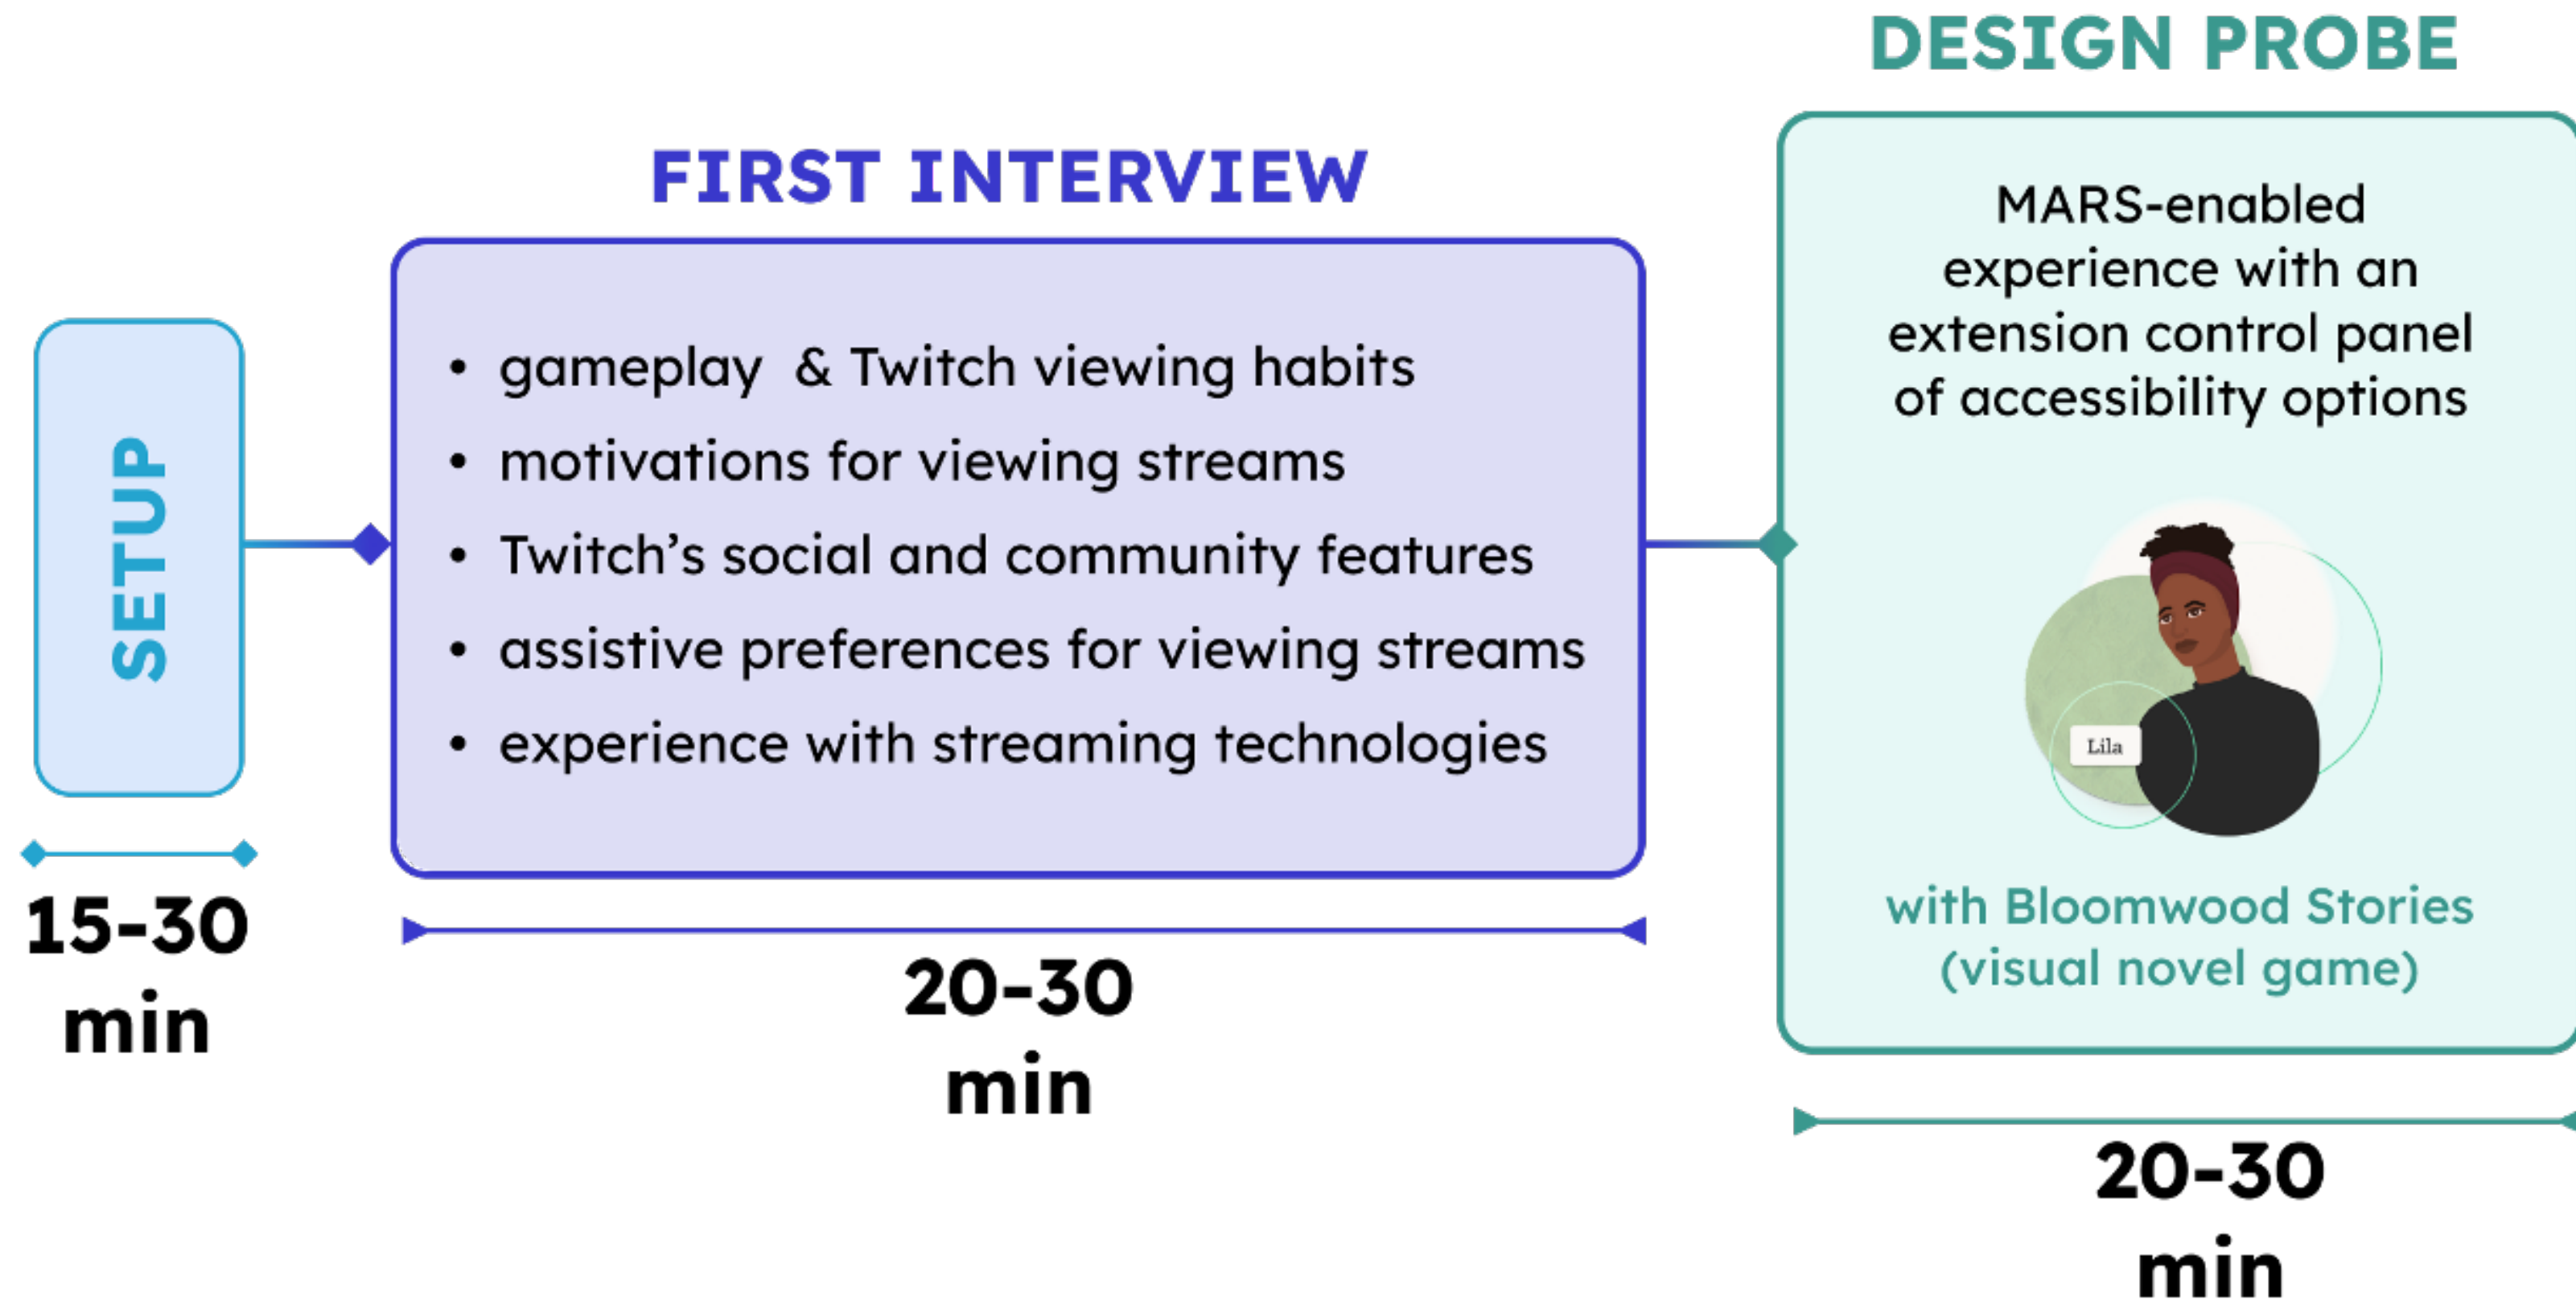 SETUP
15-30
min
FIRST INTERVIEW
• gameplay  & Twitch viewing habits
• motivations for viewing streams
• Twitch’s social and community features
• assistive preferences for viewing streams
• experience with streaming technologies
20-30
min
DESIGN PROBE
MARS-enabled
experience with an
extension control panel
of accessibility options
Lila
with Bloomwood Stories
(visual novel game)
20-30
min